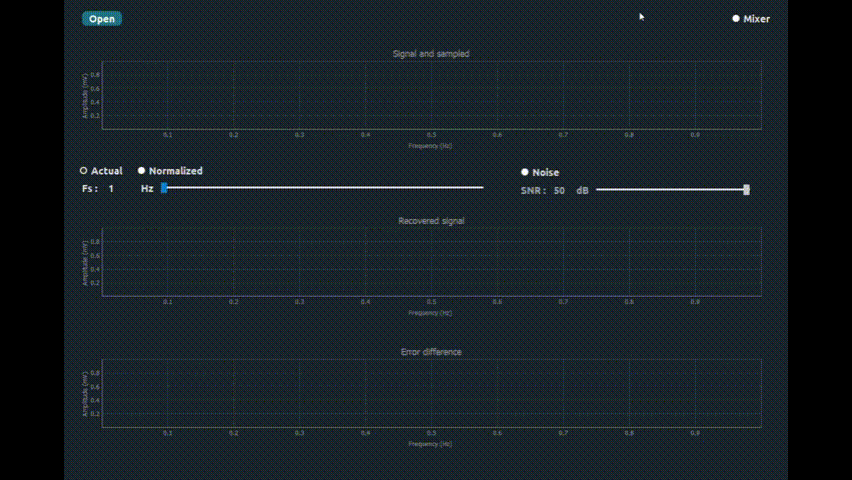 Open
Mixer
Signal and sampled
Amplitude (mV)
0.8
0.6
0.4
0.2
0.1 0.2 0.3 0.4 0.5 0.6 0.7 0.8 0.9
Frequency (Hz)
Actual Normalized
Noise
Fs : 1 Hz
SNR : 50 dB
Recovered signal
Amplitude (mV)
0.8
0.6
0.4
0.2
0.1 0.2 0.3 0.4 0.5 0.6 0.7 0.8 0.9
Frequency (Hz)
Error difference
Amplitude (mV)
0.8
0.6
0.4
0.2
0.1 0.2 0.3 0.4 0.5 0.6 0.7 0.8 0.9
Frequency (Hz)